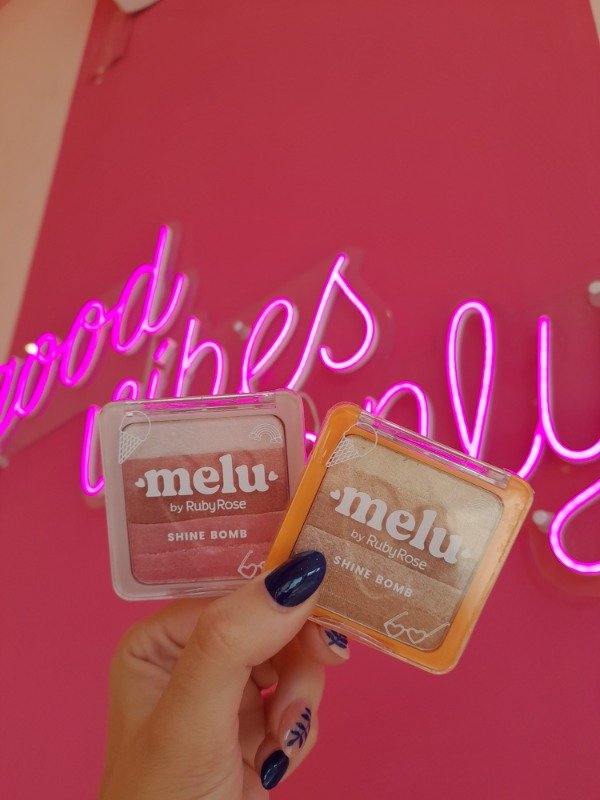 good
vibes only
melu
by Ruby Rose
SHINE BOMB
melu
by Ruby Rose
SHINE BOMB